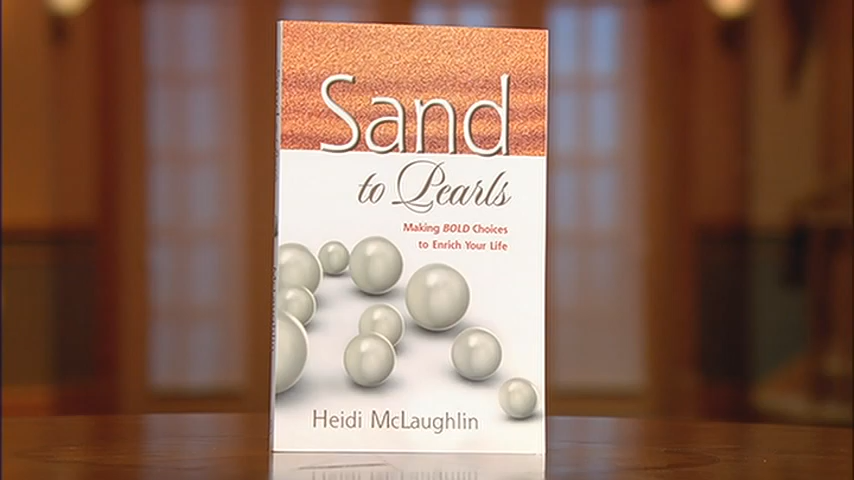 Sand
to Pearls
Making BOLD Choices
to Enrich Your Life
Heidi McLaughlin